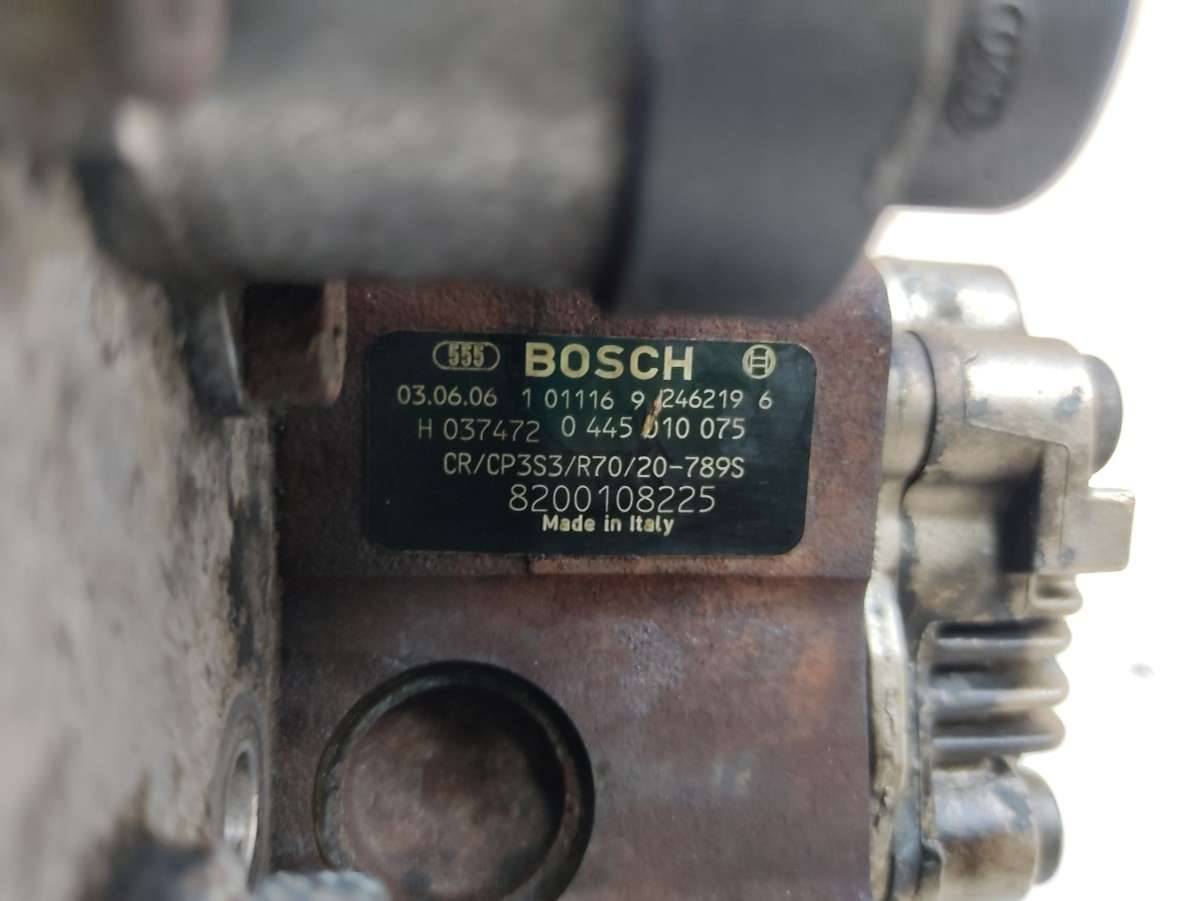 555 BOSCH
03.06.06 1 01116 9 246219 6
H 037472 0 445 010 075
CR/CP3S3/R70/20-789S
8200108225
Made in Italy